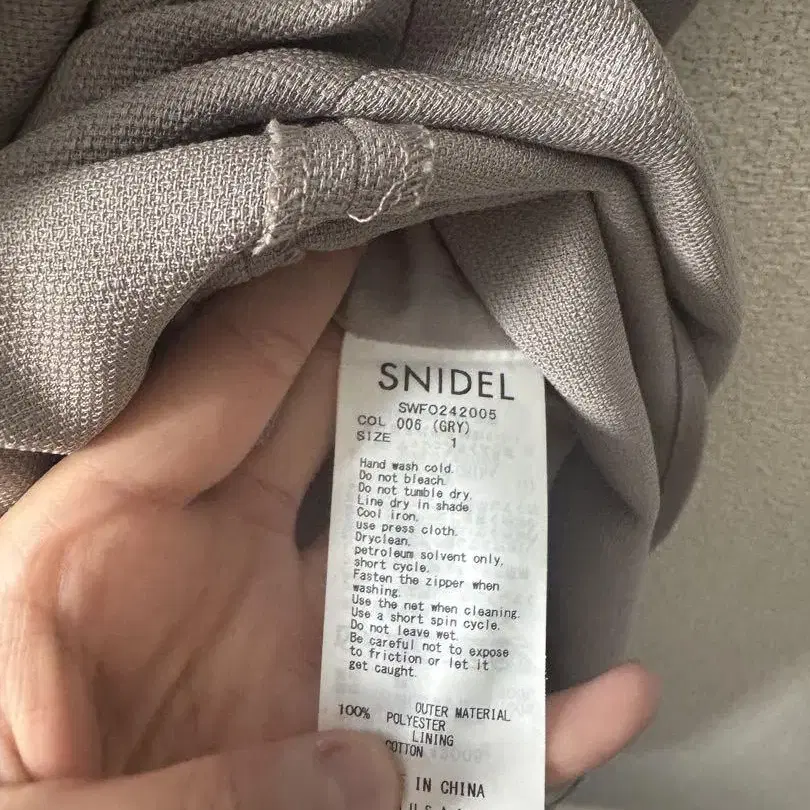 SNIDEL
SWFO242005
COL 006 (GRY)
SIZE 1
Hand wash cold.
Do not bleach.
Do not tumble dry.
Line dry in shade
Cool iron.
use press cloth.
Dryclean.
petroleum solvent only,
short cycle.
Fasten the zipper when
washing.
Use the net when cleaning.
Use a short spin cycle.
Do not leave wet.
Be careful not to expose
to friction or let it
get caught.
OUTER MATERIAL
100% POLYESTER
LINING
COTTON
IN CHINA